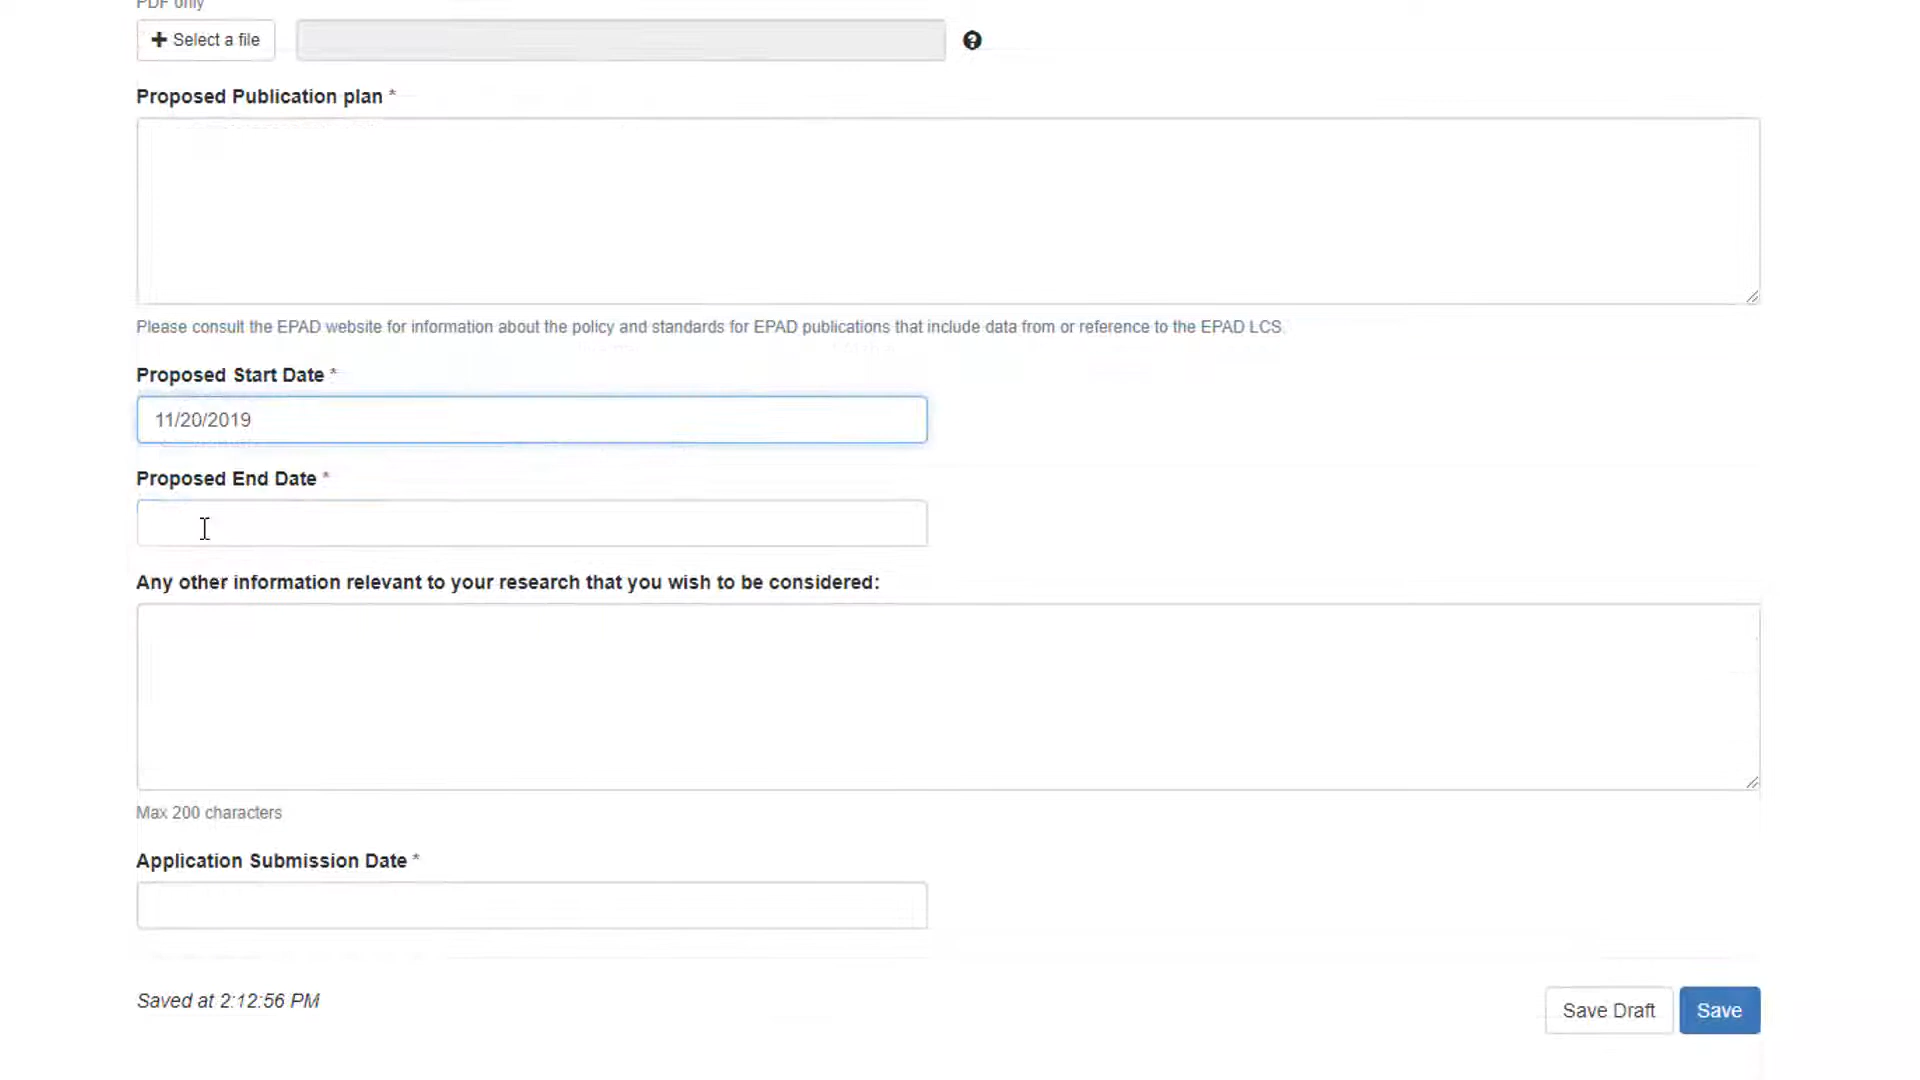 PDF only
Select a file
Proposed Publication plan *
Please consult the EPAD website for information about the policy and standards for EPAD publications that include data from or reference to the EPAD LCS.
Proposed Start Date *
11/20/2019
Proposed End Date *
Any other information relevant to your research that you wish to be considered:
Max 200 characters
Application Submission Date *
Saved at 2:12:56 PM
Save Draft
Save